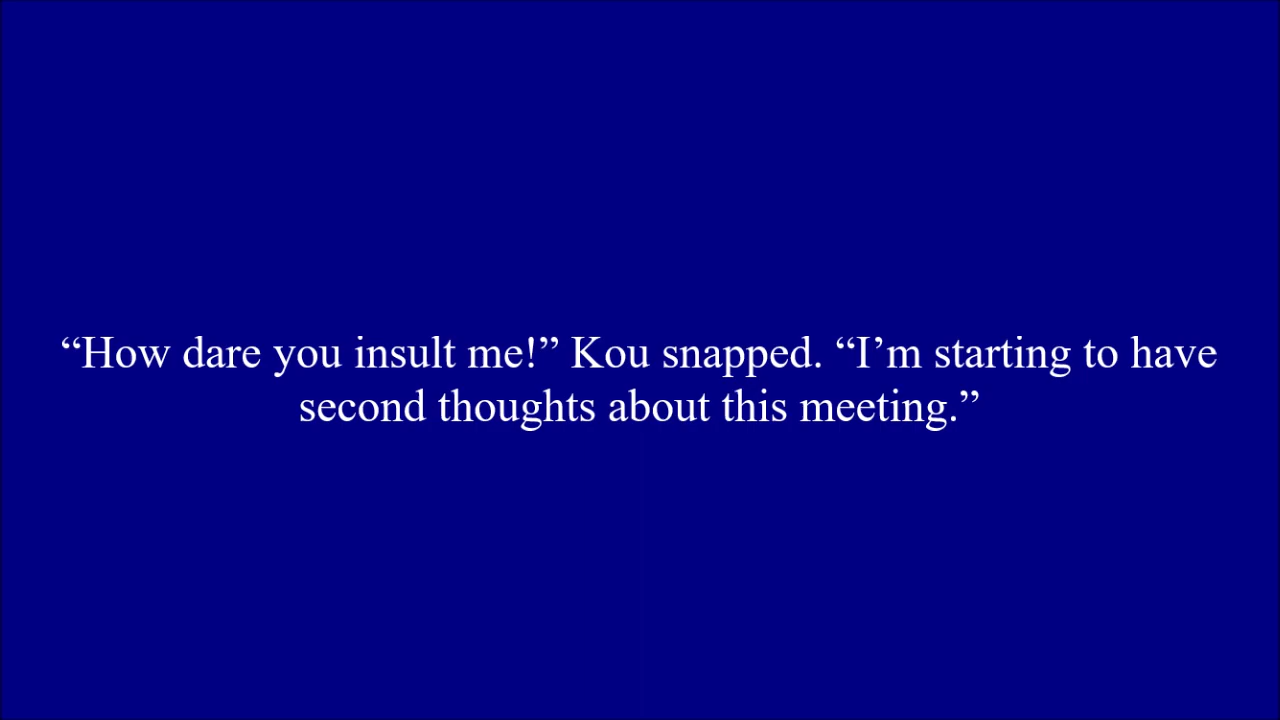 “How dare you insult me!” Kou snapped. “I’m starting to have
second thoughts about this meeting.”